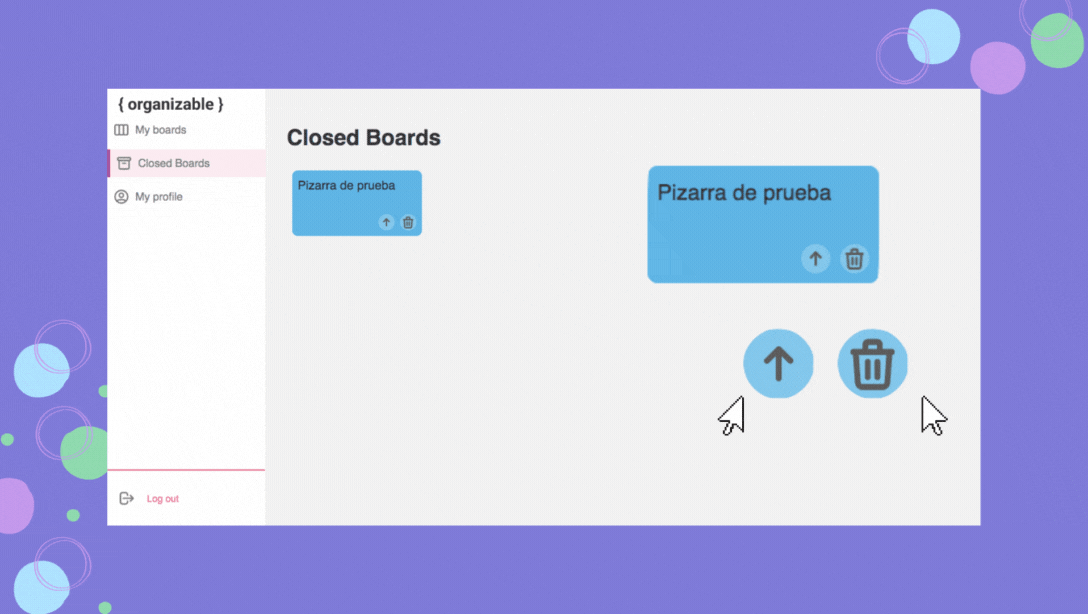 { organizable }
My boards
Closed Boards
My profile
Log out
Closed Boards
Pizarra de prueba
Pizarra de prueba